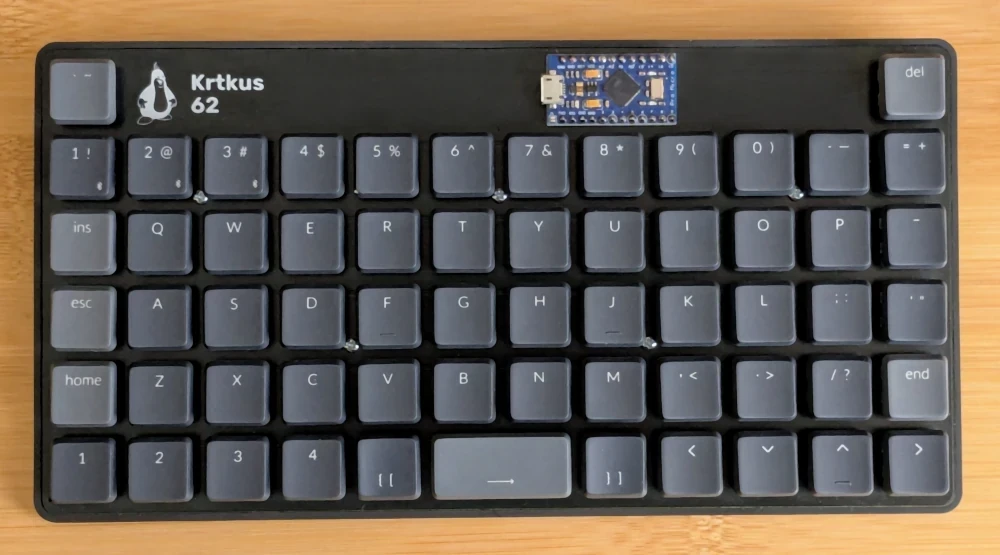 Krtkus
62
del
1 ! 2 @ 3 # 4 $ 5 % 6 ^ 7 & 8 * 9 ( 0 ) - — = +
ins Q W E R T Y U I O P
esc A S D F G H J K L ; : ' "
home Z X C V B N M , < . > / ? end
1 2 3 4 [ [ ] ] < ⌄ ^ >